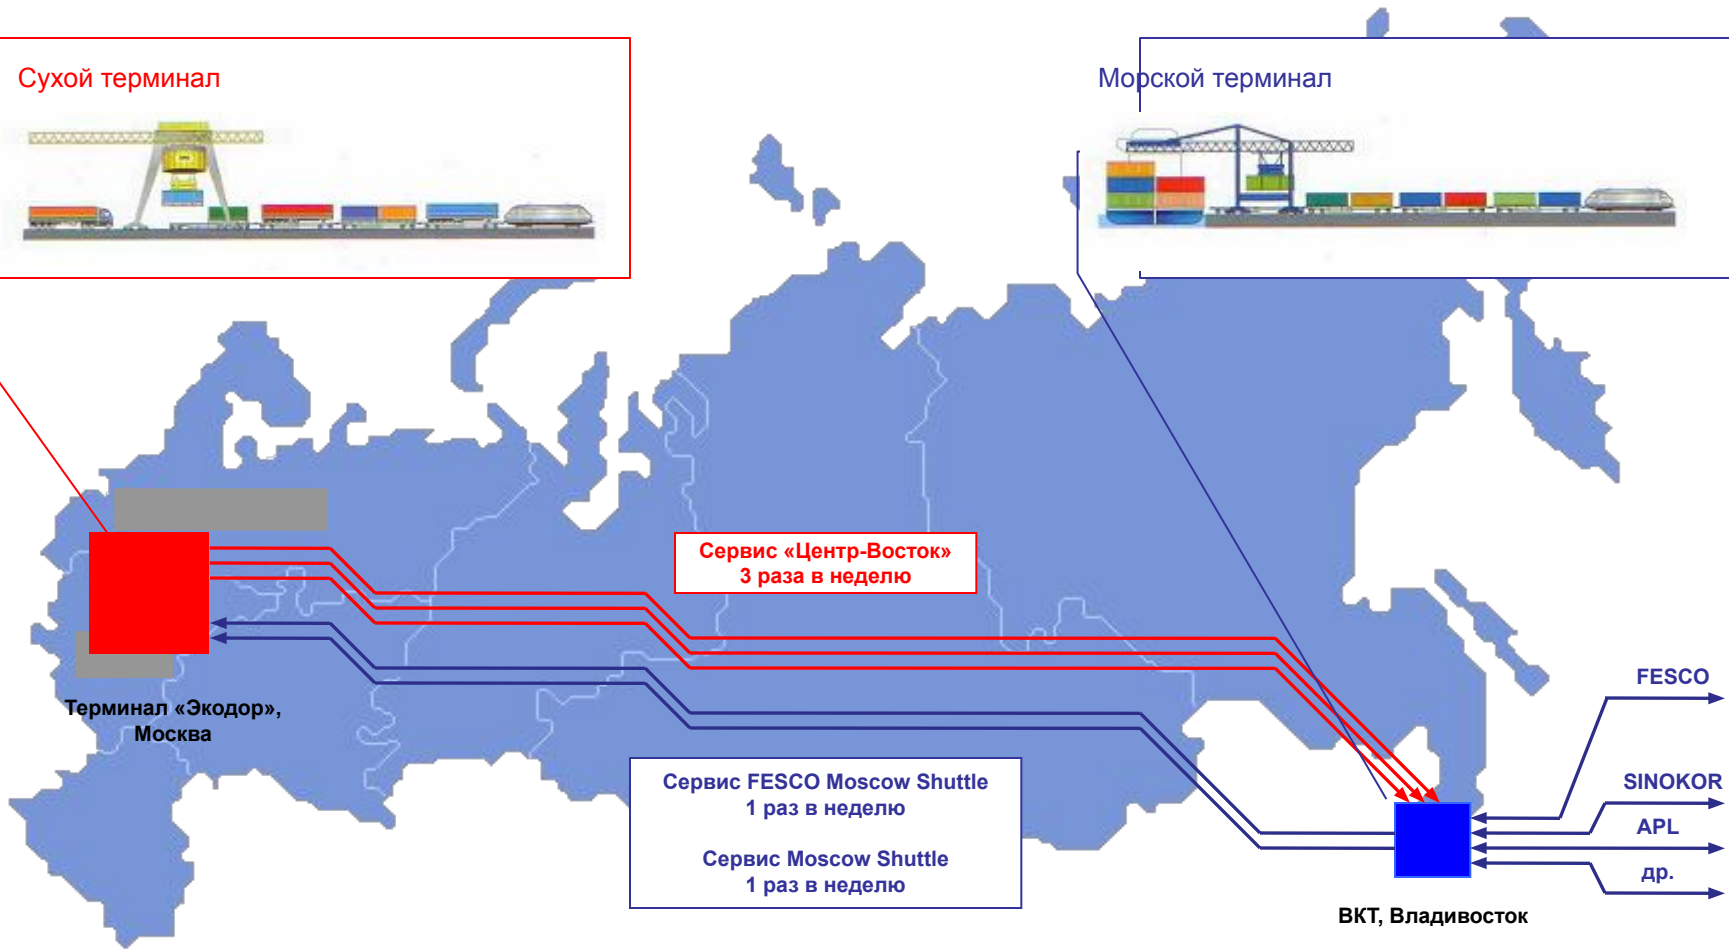 Сухой терминал
Морской терминал
Сервис «Центр-Восток»
3 раза в неделю
Терминал «Экодор»,
Москва
Сервис FESCO Moscow Shuttle
1 раз в неделю
Сервис Moscow Shuttle
1 раз в неделю
FESCO
SINOKOR
APL
др.
ВКТ, Владивосток